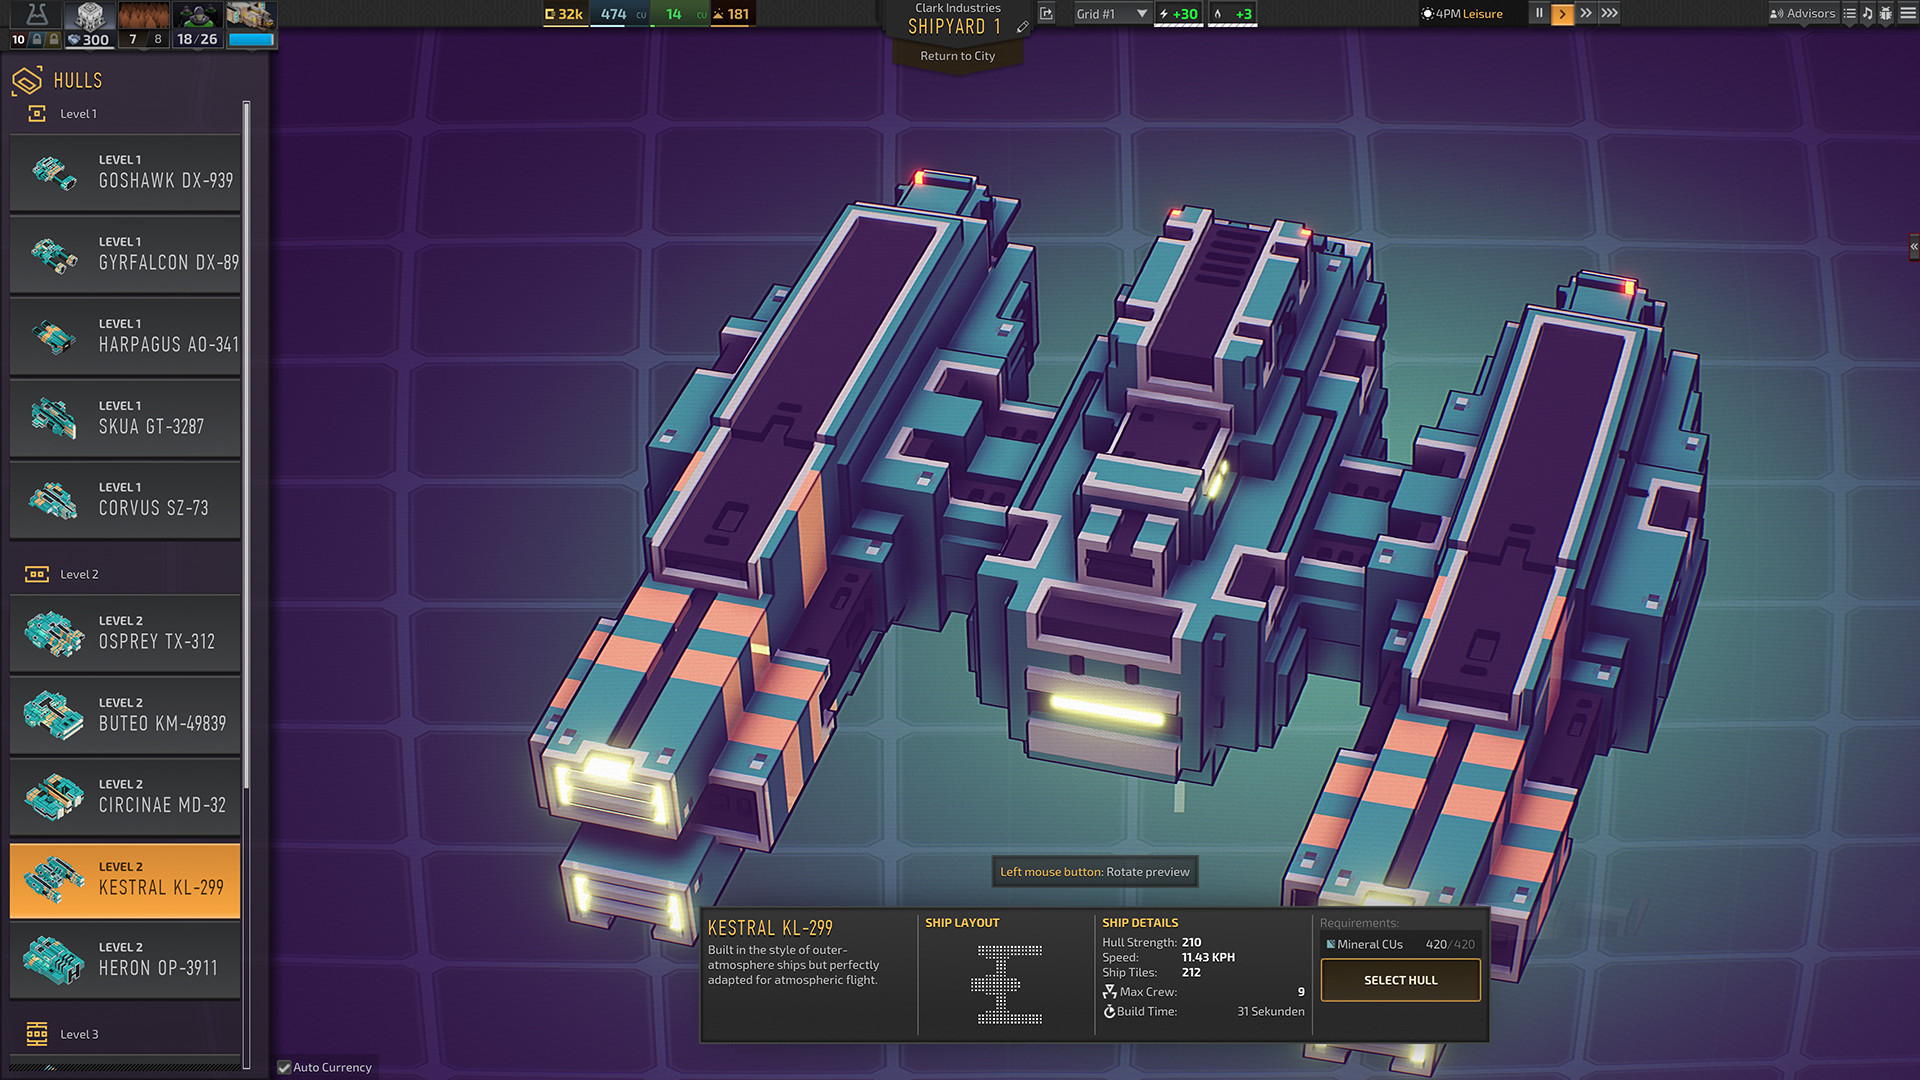 10
300
7 / 8
18/26
32k
474 CU
14 CU
181
Clark Industries
SHIPYARD 1
Return to City
Grid #1
+30
+3
4PM Leisure
Advisors
HULLS
Level 1
LEVEL 1
GOSHAWK DX-939
LEVEL 1
GYRFALCON DX-89
LEVEL 1
HARPAGUS AO-341
LEVEL 1
SKUA GT-3287
LEVEL 1
CORVUS SZ-73
Level 2
LEVEL 2
OSPREY TX-312
LEVEL 2
BUTEO KM-49839
LEVEL 2
CIRCINAE MD-32
LEVEL 2
KESTRAL KL-299
LEVEL 2
HERON OP-3911
Level 3
Auto Currency
Left mouse button: Rotate preview
KESTRAL KL-299
Built in the style of outer-
atmosphere ships but perfectly
adapted for atmospheric flight.
SHIP LAYOUT
SHIP DETAILS
Hull Strength: 210
Speed: 11.43 KPH
Ship Tiles: 212
Max Crew: 9
Build Time: 31 Sekunden
Requirements:
Mineral CUs 420/420
SELECT HULL